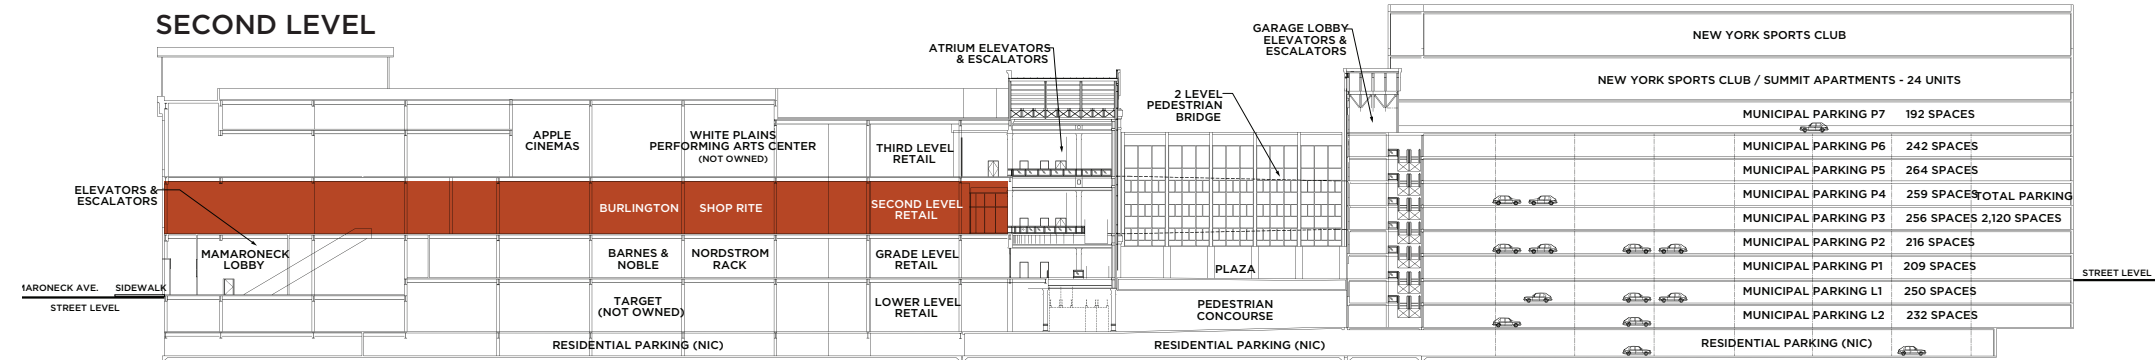 SECOND LEVEL
NEW YORK SPORTS CLUB
GARAGE LOBBY
ELEVATORS &
ESCALATORS
ATRIUM ELEVATORS
& ESCALATORS
NEW YORK SPORTS CLUB / SUMMIT APARTMENTS - 24 UNITS
2 LEVEL
PEDESTRIAN
BRIDGE
MUNICIPAL PARKING P7 192 SPACES
APPLE
CINEMAS
WHITE PLAINS
PERFORMING ARTS CENTER
(NOT OWNED)
THIRD LEVEL
RETAIL
MUNICIPAL PARKING P6 242 SPACES
MUNICIPAL PARKING P5 264 SPACES
ELEVATORS &
ESCALATORS
BURLINGTON
SHOP RITE
SECOND LEVEL
RETAIL
MUNICIPAL PARKING P4 259 SPACES
TOTAL PARKING
2,120 SPACES
MUNICIPAL PARKING P3 256 SPACES
MUNICIPAL PARKING P2 216 SPACES
MAMARONECK
LOBBY
BARNES &
NOBLE
NORDSTROM
RACK
GRADE LEVEL
RETAIL
PLAZA
MUNICIPAL PARKING P1 209 SPACES
STREET LEVEL
MARONECK AVE.
SIDEWALK
STREET LEVEL
TARGET
(NOT OWNED)
LOWER LEVEL
RETAIL
PEDESTRIAN
CONCOURSE
MUNICIPAL PARKING L1 250 SPACES
MUNICIPAL PARKING L2 232 SPACES
RESIDENTIAL PARKING (NIC)
RESIDENTIAL PARKING (NIC)
RESIDENTIAL PARKING (NIC)